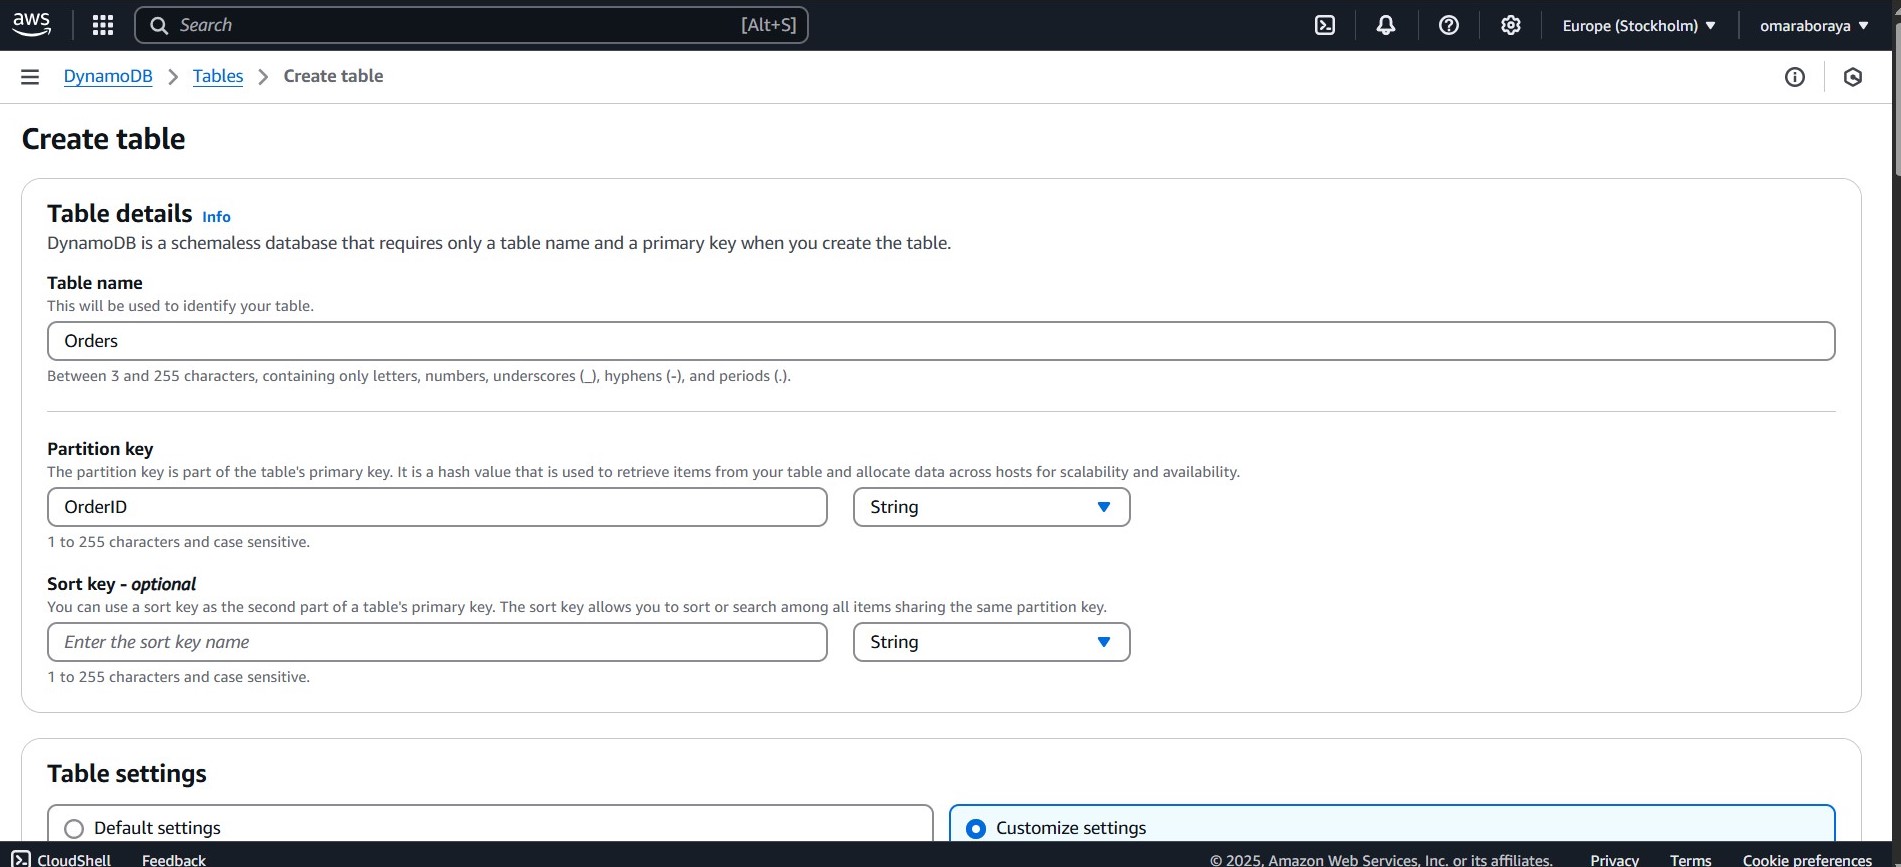 aws
Search [Alt+S]
Europe (Stockholm)
omaraboraya
DynamoDB Tables Create table
Create table
Table details Info
DynamoDB is a schemaless database that requires only a table name and a primary key when you create the table.
Table name
This will be used to identify your table.
Orders
Between 3 and 255 characters, containing only letters, numbers, underscores (_), hyphens (-), and periods (.).
Partition key
The partition key is part of the table's primary key. It is a hash value that is used to retrieve items from your table and allocate data across hosts for scalability and availability.
OrderID String
1 to 255 characters and case sensitive.
Sort key - optional
You can use a sort key as the second part of a table's primary key. The sort key allows you to sort or search among all items sharing the same partition key.
Enter the sort key name String
1 to 255 characters and case sensitive.
Table settings
Default settings Customize settings
CloudShell Feedback © 2025, Amazon Web Services, Inc. or its affiliates. Privacy Terms Cookie preferences